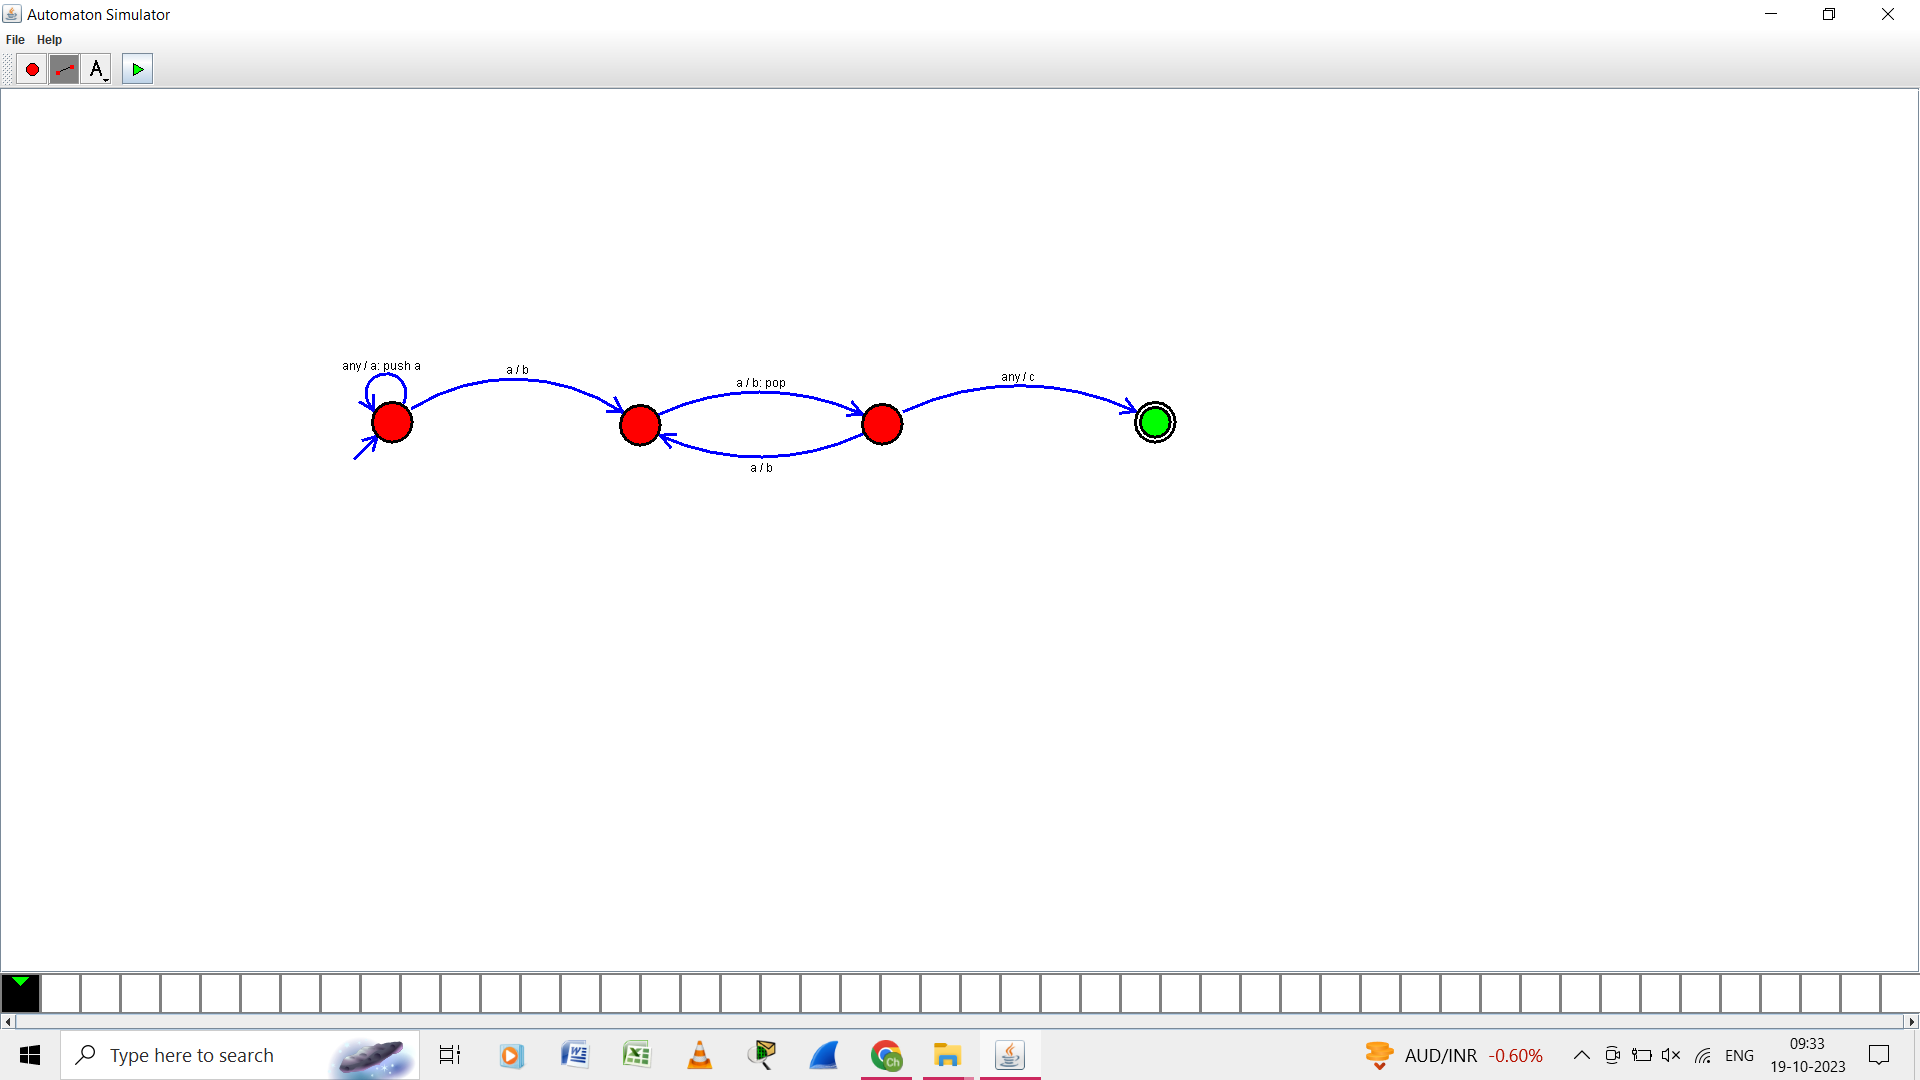 Automaton Simulator
File Help
A
any / a: push a
a / b
a / b: pop
any / c
a / b
Type here to search
AUD/INR -0.60%
ENG
09:33
19-10-2023